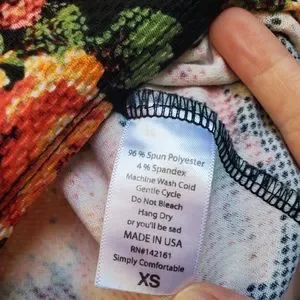 96 % Spun Polyester
4 % Spandex
Machine Wash Cold
Gentle Cycle
Do Not Bleach
Hang Dry
or you'll be sad
MADE IN USA
RN#142161
Simply Comfortable
XS